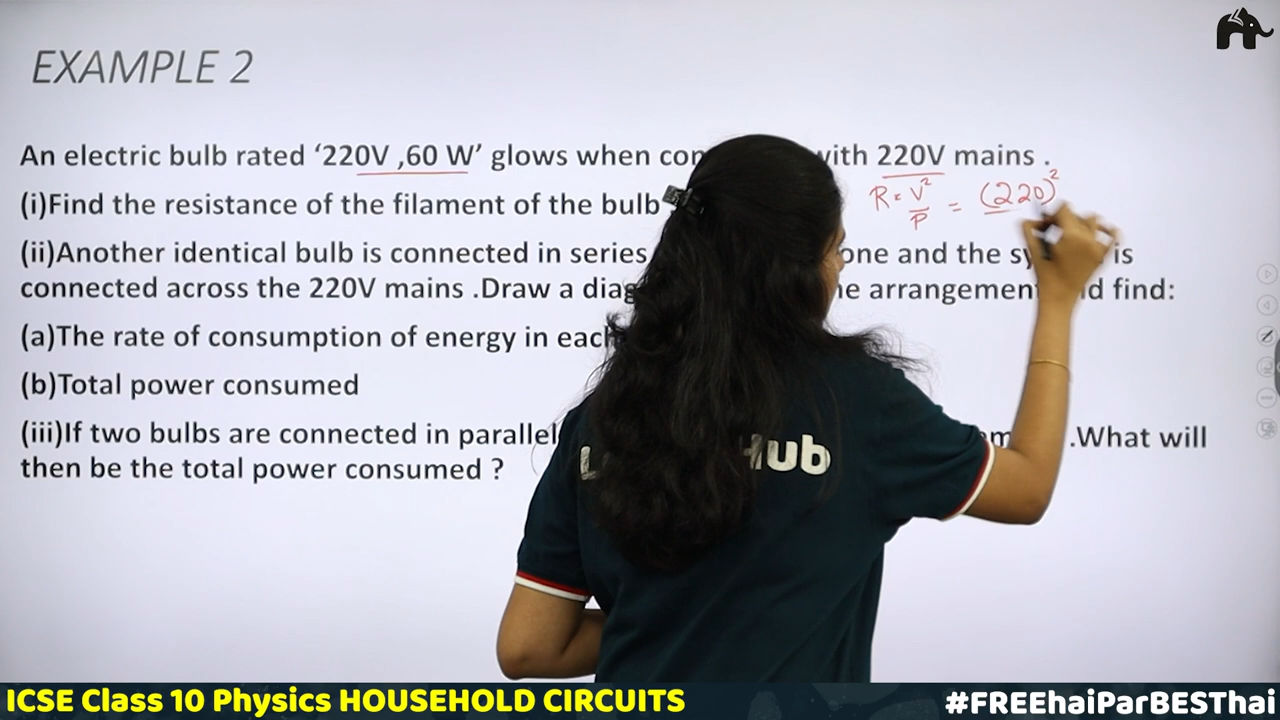 EXAMPLE 2
An electric bulb rated ‘220V ,60 W’ glows when with 220V mains .
(i)Find the resistance of the filament of the bulb
R = V²/P = (220)²
(ii)Another identical bulb is connected in series one and the is
connected across the 220V mains .Draw a arrangement find:
(a)The rate of consumption of energy in each
(b)Total power consumed
(iii)If two bulbs are connected in parallel .What will
then be the total power consumed ?
Hub
ICSE Class 10 Physics HOUSEHOLD CIRCUITS #FREEhaiParBESThai